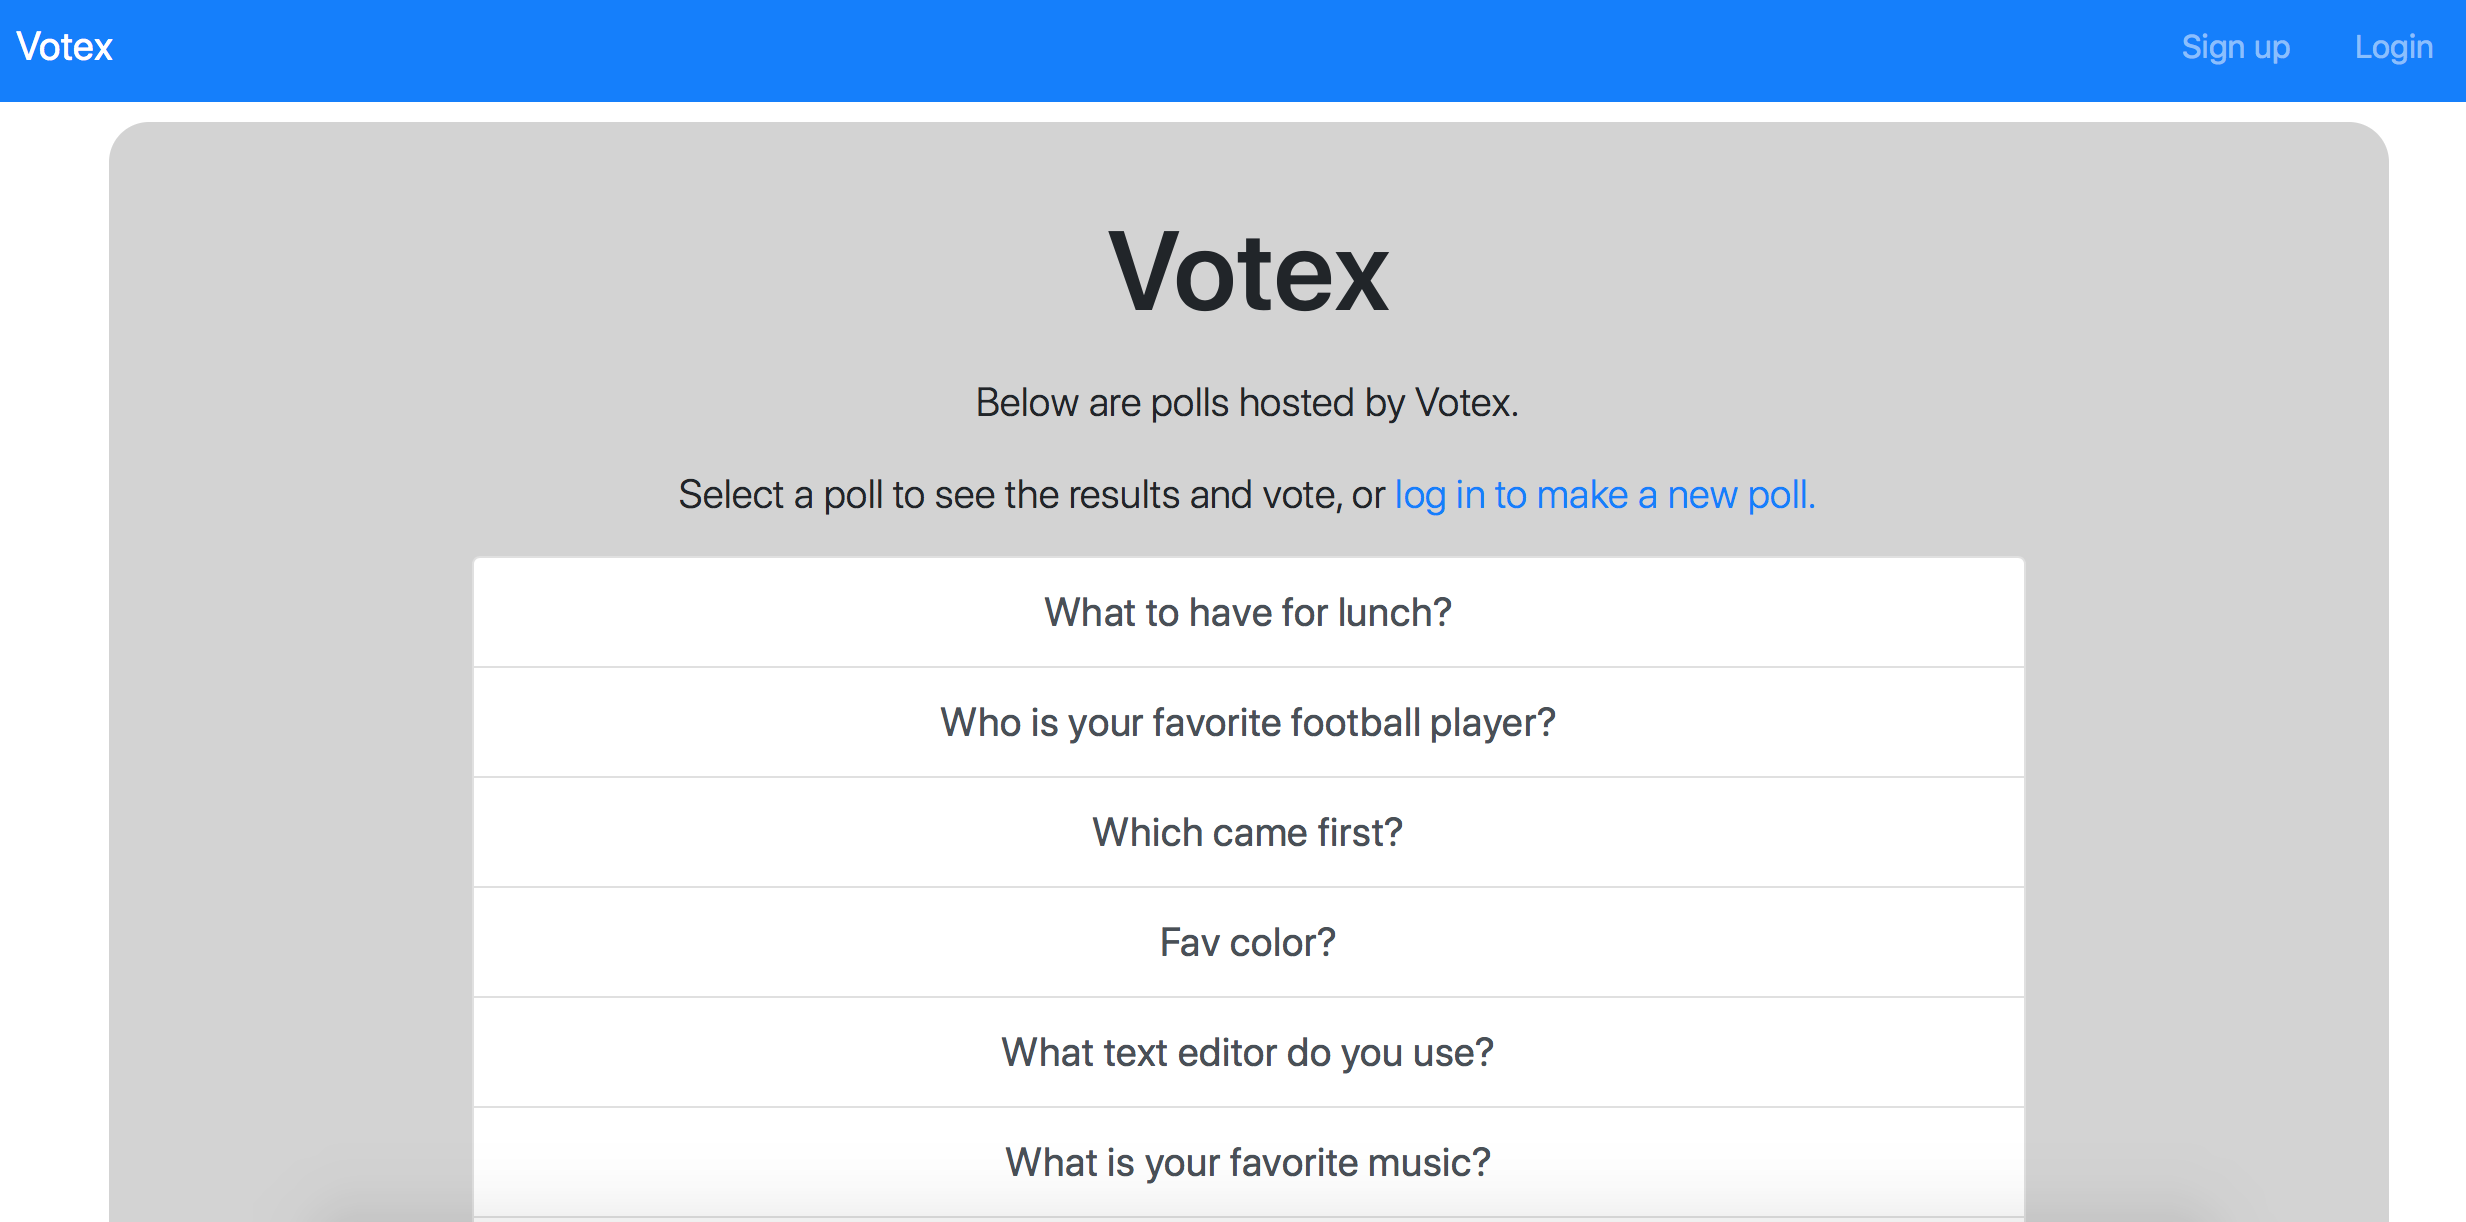 Votex
Sign up
Login
Votex
Below are polls hosted by Votex.
Select a poll to see the results and vote, or log in to make a new poll.
What to have for lunch?
Who is your favorite football player?
Which came first?
Fav color?
What text editor do you use?
What is your favorite music?